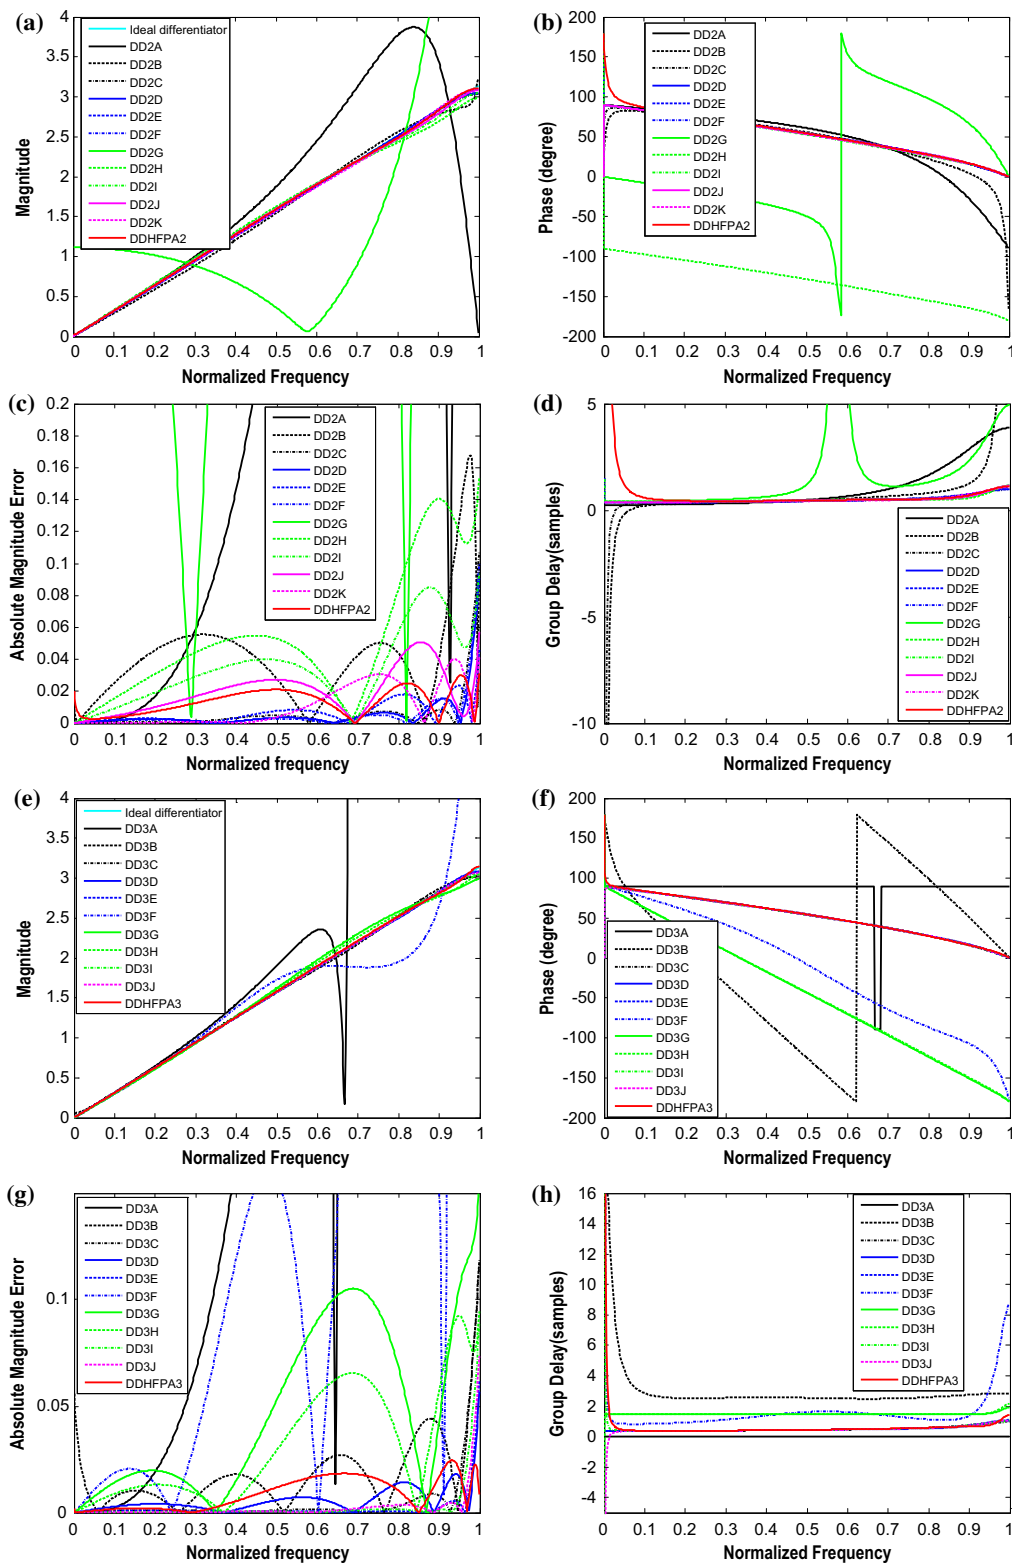 (a)
4
3.5
3
2.5
2
1.5
1
0.5
0
Magnitude
Ideal differentiator
DD2A
DD2B
DD2C
DD2D
DD2E
DD2F
DD2G
DD2H
DD2I
DD2J
DD2K
DDHFPA2
0 0.1 0.2 0.3 0.4 0.5 0.6 0.7 0.8 0.9 1
Normalized Frequency
(b)
200
150
100
50
0
-50
-100
-150
-200
Phase (degree)
DD2A
DD2B
DD2C
DD2D
DD2E
DD2F
DD2G
DD2H
DD2I
DD2J
DD2K
DDHFPA2
0 0.1 0.2 0.3 0.4 0.5 0.6 0.7 0.8 0.9 1
Normalized Frequency
(c)
0.2
0.18
0.16
0.14
0.12
0.1
0.08
0.06
0.04
0.02
0
Absolute Magnitude Error
DD2A
DD2B
DD2C
DD2D
DD2E
DD2F
DD2G
DD2H
DD2I
DD2J
DD2K
DDHFPA2
0 0.1 0.2 0.3 0.4 0.5 0.6 0.7 0.8 0.9 1
Normalized frequency
(d)
5
0
-5
-10
Group Delay(samples)
DD2A
DD2B
DD2C
DD2D
DD2E
DD2F
DD2G
DD2H
DD2I
DD2J
DD2K
DDHFPA2
0 0.1 0.2 0.3 0.4 0.5 0.6 0.7 0.8 0.9 1
Normalized Frequency
(e)
4
3.5
3
2.5
2
1.5
1
0.5
0
Magnitude
Ideal differentiator
DD3A
DD3B
DD3C
DD3D
DD3E
DD3F
DD3G
DD3H
DD3I
DD3J
DDHFPA3
0 0.1 0.2 0.3 0.4 0.5 0.6 0.7 0.8 0.9 1
Normalized Frequency
(f)
200
150
100
50
0
-50
-100
-150
-200
Phase (degree)
DD3A
DD3B
DD3C
DD3D
DD3E
DD3F
DD3G
DD3H
DD3I
DD3J
DDHFPA3
0 0.1 0.2 0.3 0.4 0.5 0.6 0.7 0.8 0.9 1
Normalized Frequency
(g)
0.1
0.05
0
Absolute Magnitude Error
DD3A
DD3B
DD3C
DD3D
DD3E
DD3F
DD3G
DD3H
DD3I
DD3J
DDHFPA3
0 0.1 0.2 0.3 0.4 0.5 0.6 0.7 0.8 0.9 1
Normalized frequency
(h)
16
14
12
10
8
6
4
2
0
-2
-4
Group Delay(samples)
DD3A
DD3B
DD3C
DD3D
DD3E
DD3F
DD3G
DD3H
DD3I
DD3J
DDHFPA3
0 0.1 0.2 0.3 0.4 0.5 0.6 0.7 0.8 0.9 1
Normalized Frequency